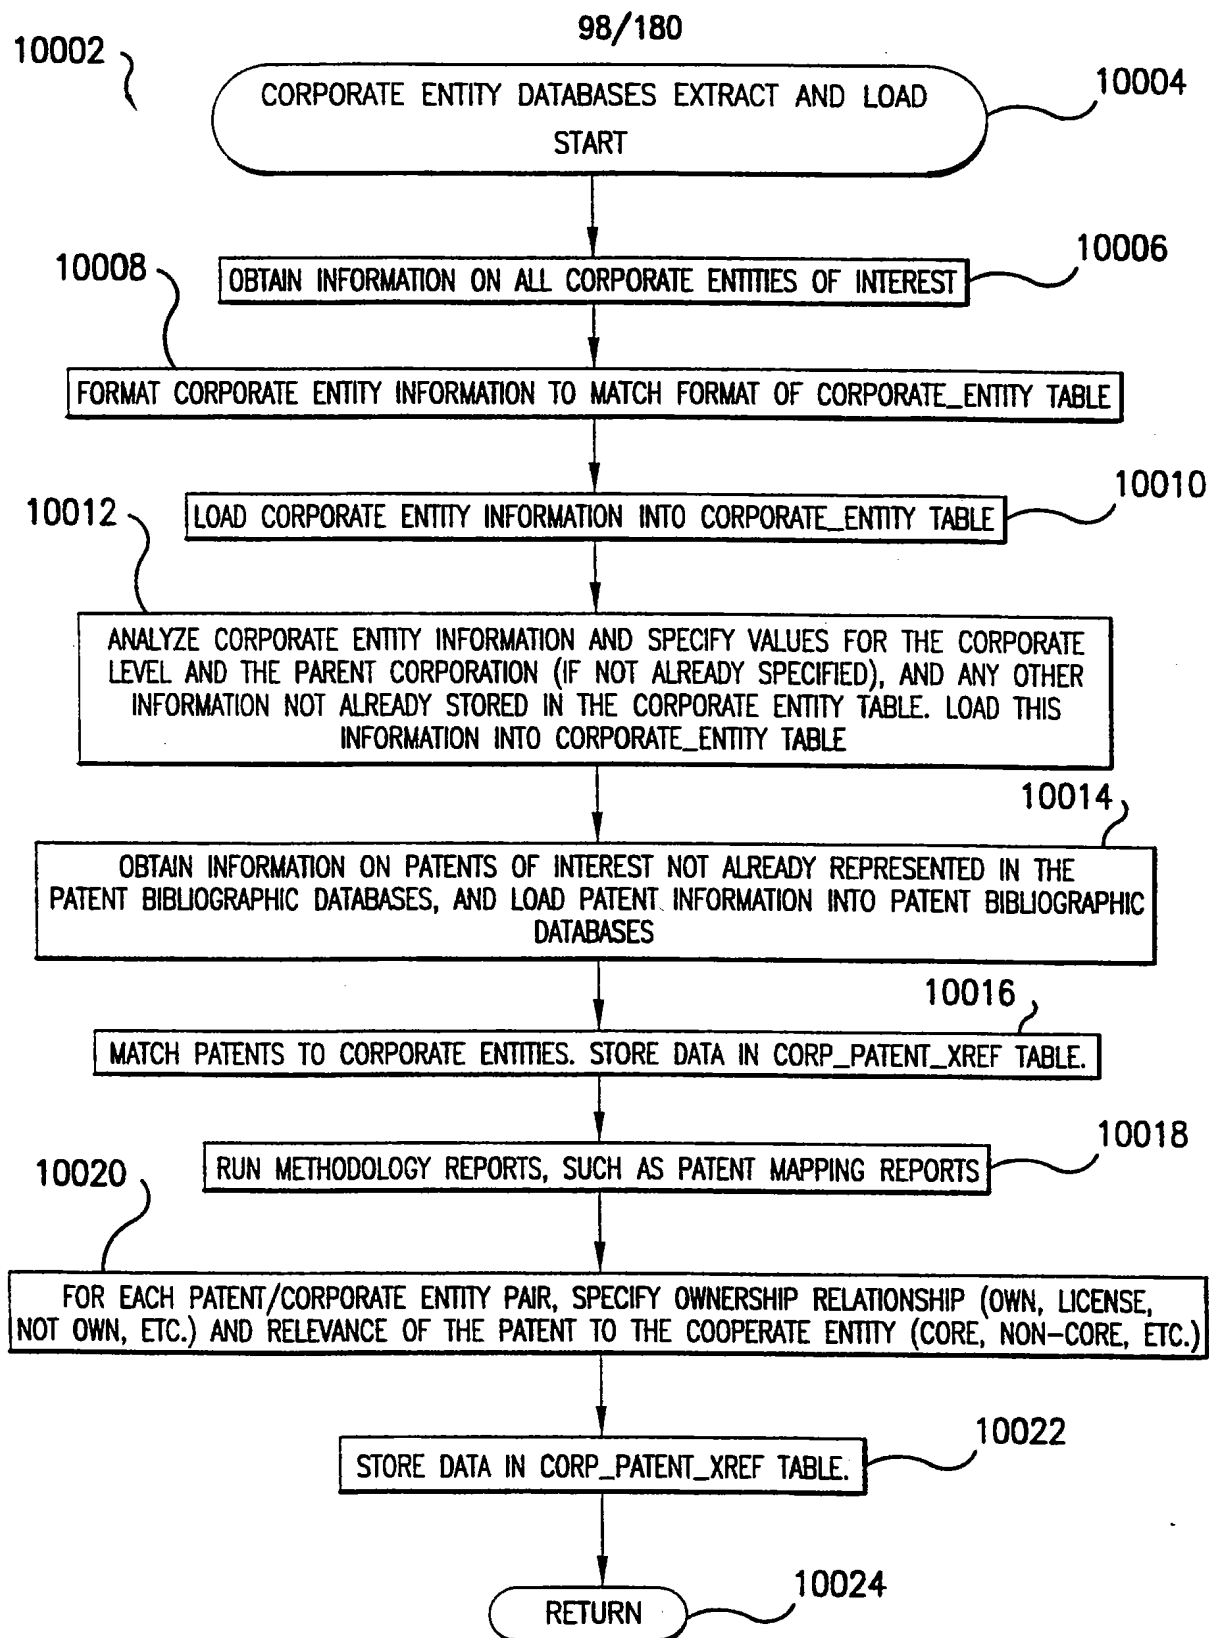 98/180
10002
CORPORATE ENTITY DATABASES EXTRACT AND LOAD
START
10004
10006
OBTAIN INFORMATION ON ALL CORPORATE ENTITIES OF INTEREST
10008
FORMAT CORPORATE ENTITY INFORMATION TO MATCH FORMAT OF CORPORATE_ENTITY TABLE
10010
LOAD CORPORATE ENTITY INFORMATION INTO CORPORATE_ENTITY TABLE
10012
ANALYZE CORPORATE ENTITY INFORMATION AND SPECIFY VALUES FOR THE CORPORATE
LEVEL AND THE PARENT CORPORATION (IF NOT ALREADY SPECIFIED), AND ANY OTHER
INFORMATION NOT ALREADY STORED IN THE CORPORATE ENTITY TABLE. LOAD THIS
INFORMATION INTO CORPORATE_ENTITY TABLE
10014
OBTAIN INFORMATION ON PATENTS OF INTEREST NOT ALREADY REPRESENTED IN THE
PATENT BIBLIOGRAPHIC DATABASES, AND LOAD PATENT INFORMATION INTO PATENT BIBLIOGRAPHIC
DATABASES
10016
MATCH PATENTS TO CORPORATE ENTITIES. STORE DATA IN CORP_PATENT_XREF TABLE.
10018
RUN METHODOLOGY REPORTS, SUCH AS PATENT MAPPING REPORTS
10020
FOR EACH PATENT/CORPORATE ENTITY PAIR, SPECIFY OWNERSHIP RELATIONSHIP (OWN, LICENSE,
NOT OWN, ETC.) AND RELEVANCE OF THE PATENT TO THE COOPERATE ENTITY (CORE, NON-CORE, ETC.)
10022
STORE DATA IN CORP_PATENT_XREF TABLE.
10024
RETURN